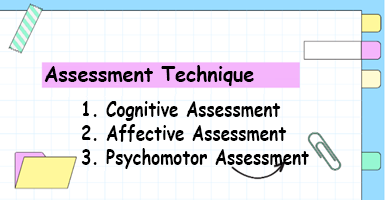 Assessment Technique
1. Cognitive Assessment
2. Affective Assessment
3. Psychomotor Assessment